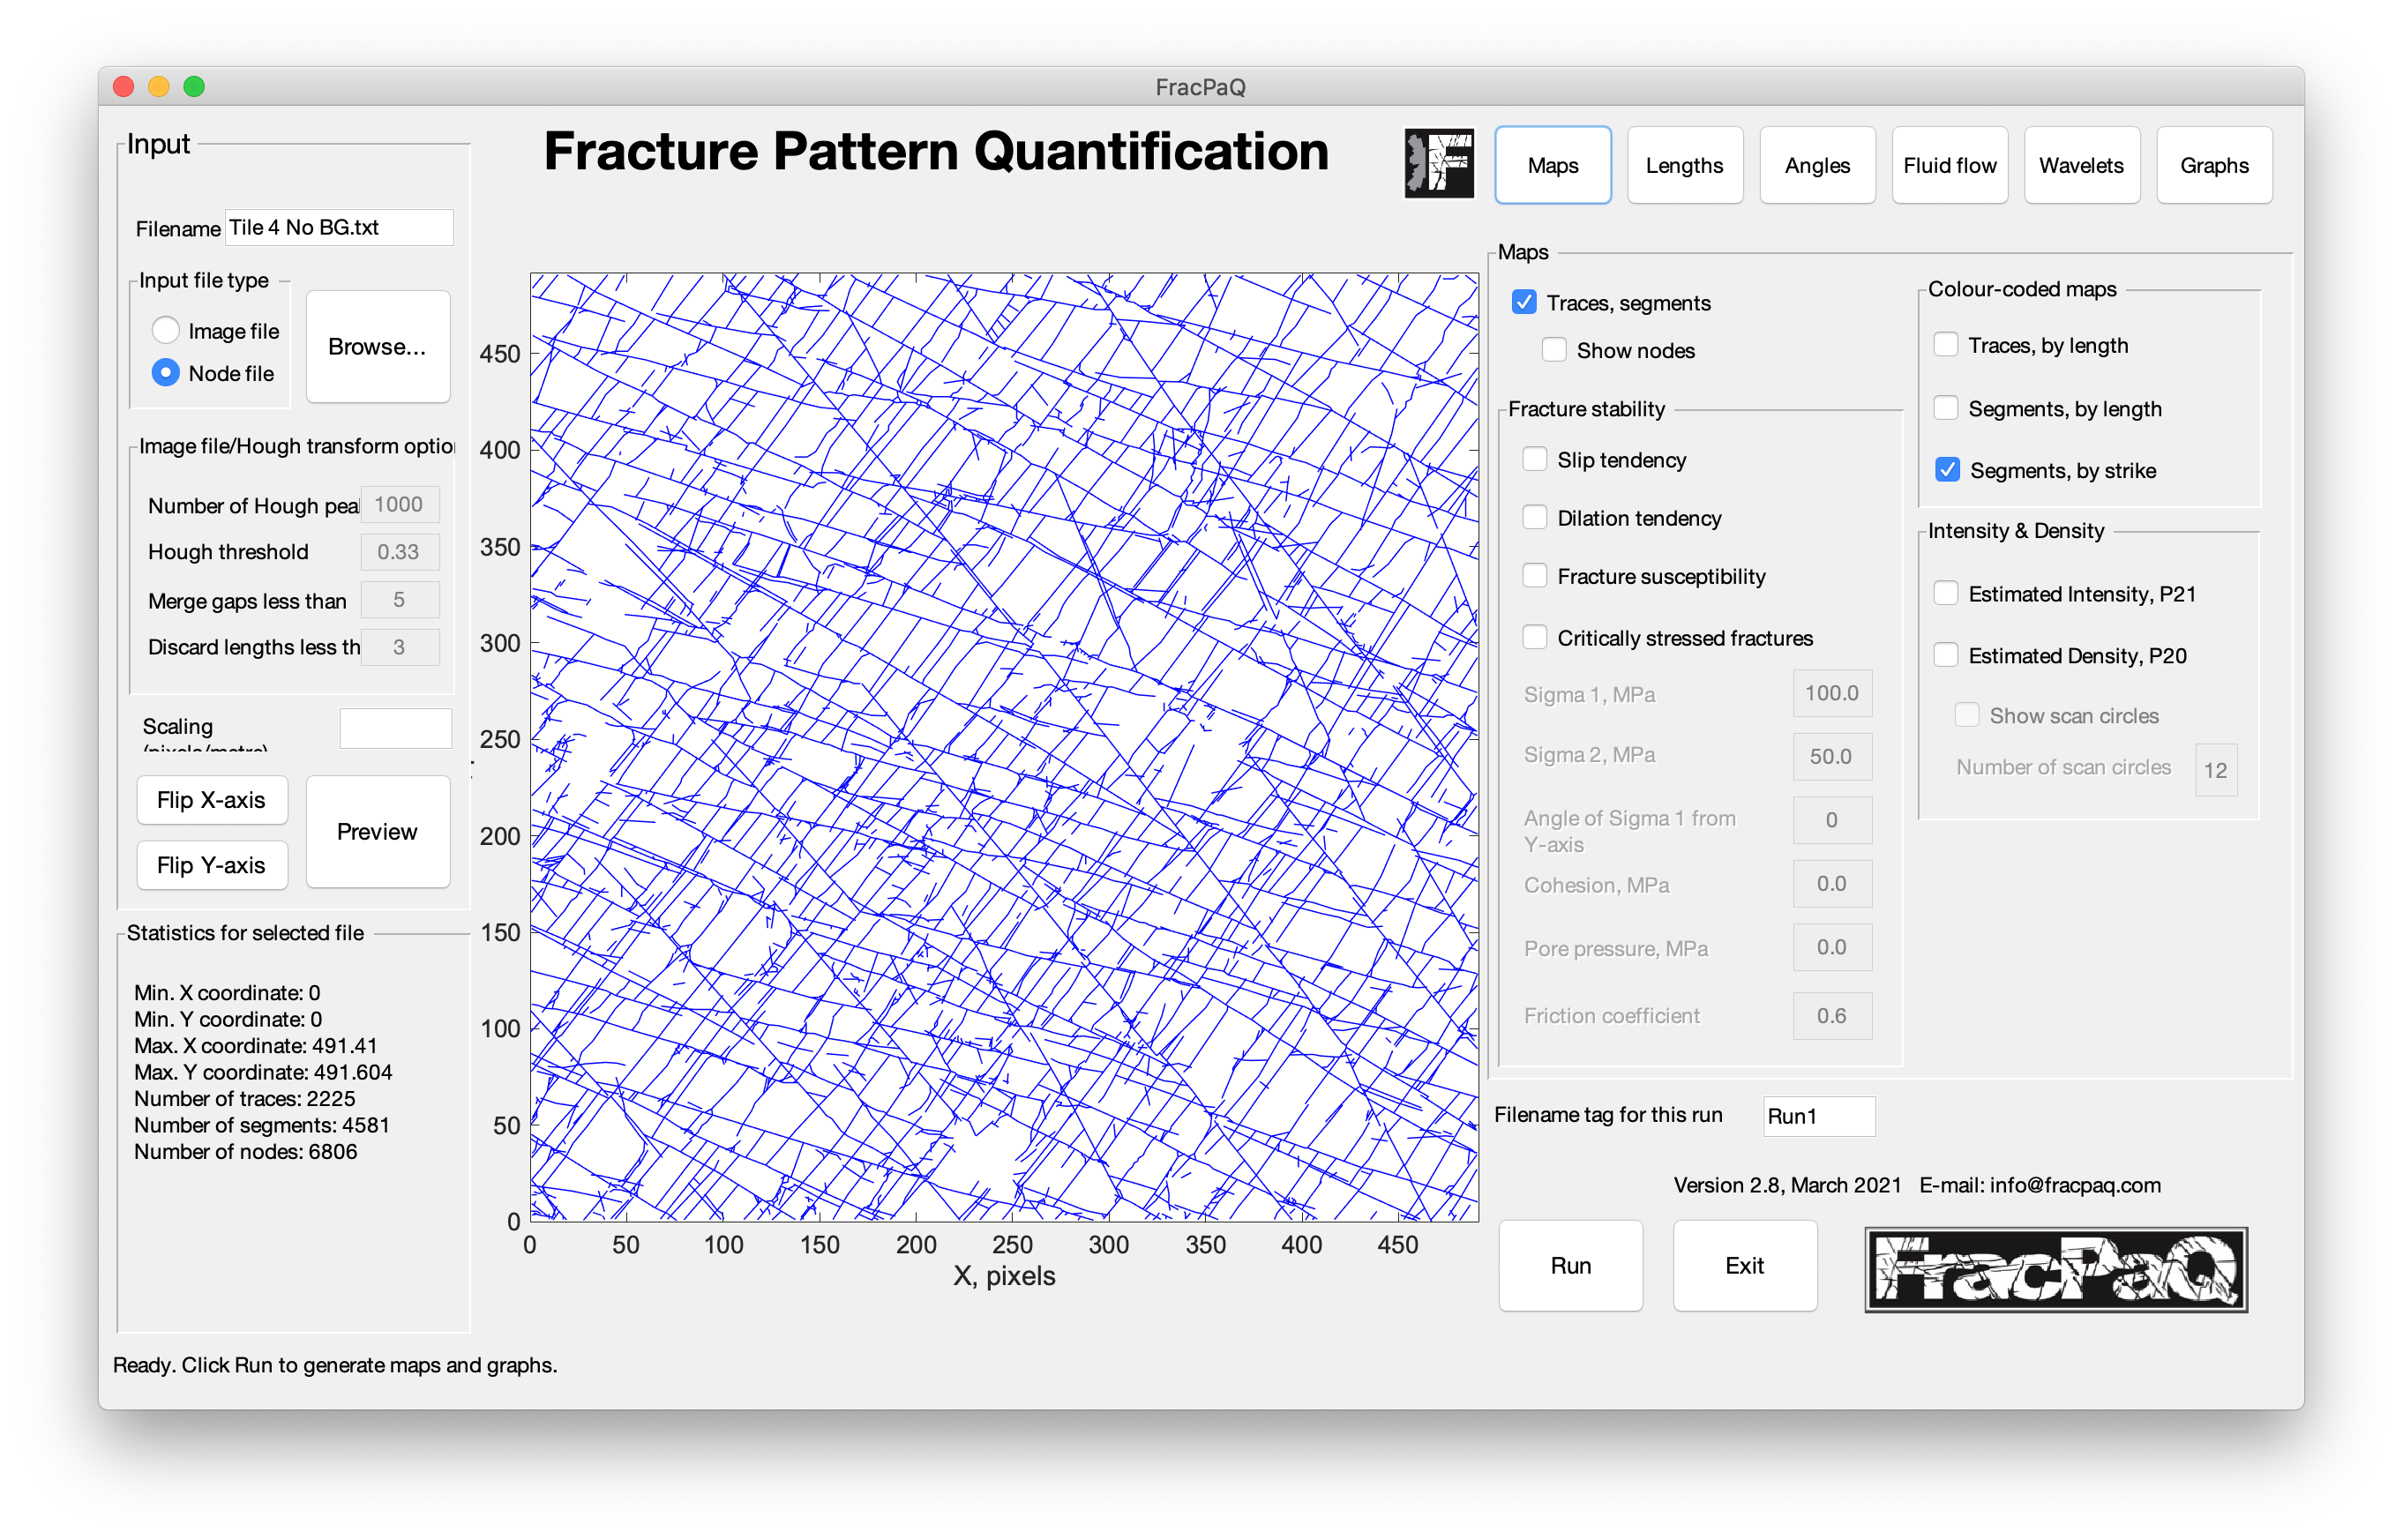 FracPaQ
Input
Filename Tile 4 No BG.txt
Input file type
Image file
Node file
Browse...
Image file/Hough transform optio
Number of Hough pea 1000
Hough threshold 0.33
Merge gaps less than 5
Discard lengths less th 3
Scaling
(pixels/metre)
Flip X-axis
Flip Y-axis
Preview
Statistics for selected file
Min. X coordinate: 0
Min. Y coordinate: 0
Max. X coordinate: 491.41
Max. Y coordinate: 491.604
Number of traces: 2225
Number of segments: 4581
Number of nodes: 6806
Ready. Click Run to generate maps and graphs.
Fracture Pattern Quantification
450
400
350
300
250
200
150
100
50
0
0 50 100 150 200 250 300 350 400 450
X, pixels
F
Maps Lengths Angles Fluid flow Wavelets Graphs
Maps
Traces, segments
Show nodes
Fracture stability
Slip tendency
Dilation tendency
Fracture susceptibility
Critically stressed fractures
Sigma 1, MPa 100.0
Sigma 2, MPa 50.0
Angle of Sigma 1 from 0
Y-axis
Cohesion, MPa 0.0
Pore pressure, MPa 0.0
Friction coefficient 0.6
Colour-coded maps
Traces, by length
Segments, by length
Segments, by strike
Intensity & Density
Estimated Intensity, P21
Estimated Density, P20
Show scan circles
Number of scan circles 12
Filename tag for this run Run1
Version 2.8, March 2021 E-mail: info@fracpaq.com
Run
Exit
FracPaQ